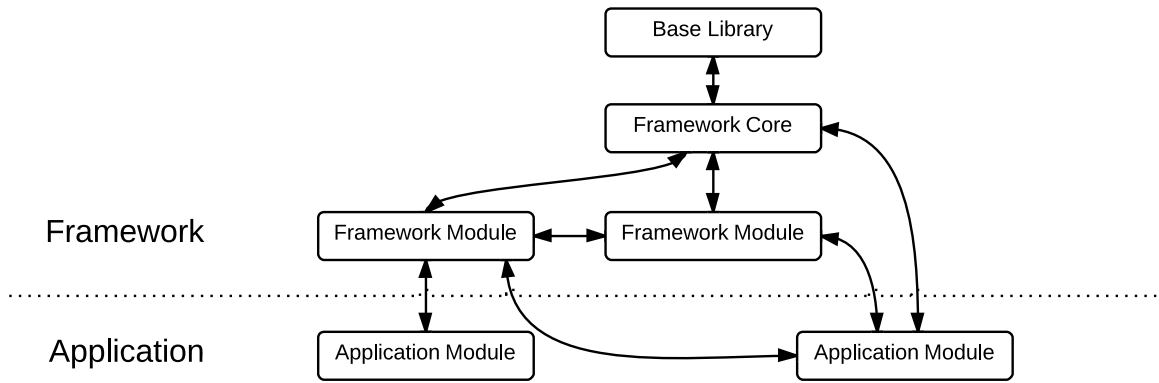 Base Library
Framework Core
Framework
Framework Module
Framework Module
Application
Application Module
Application Module